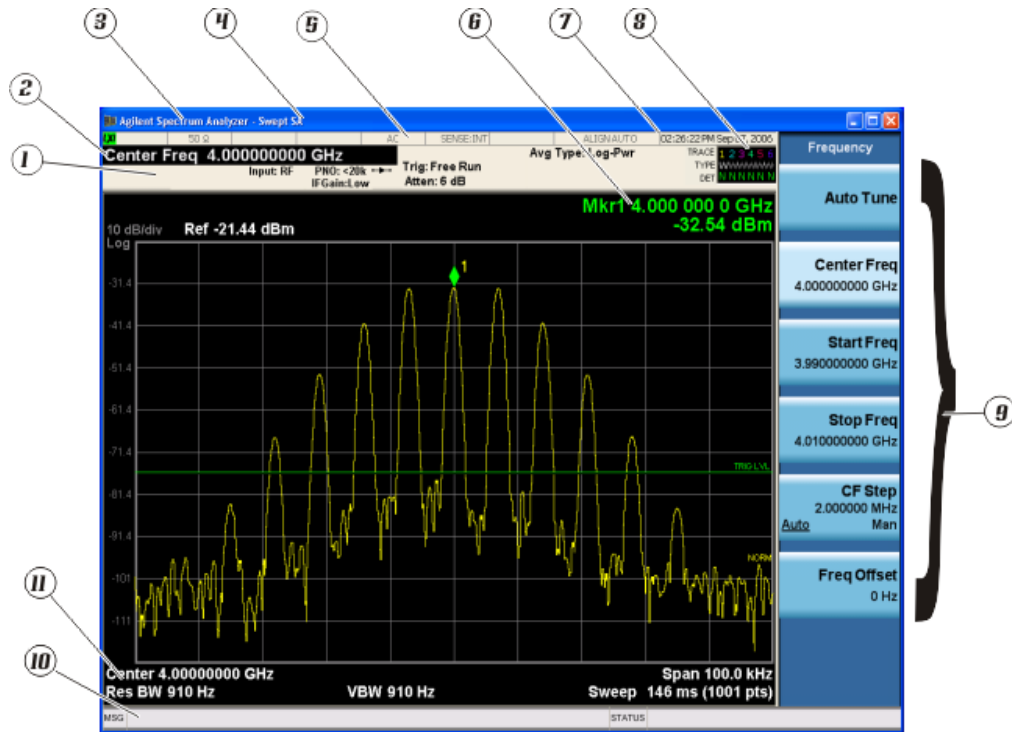 3
4
5
6
7
8
2
Agilent Spectrum Analyzer - Swept SA
50 Ω AC SENSE:INT ALIGN AUTO 02:26:22 PM Sep 17, 2006
1
Center Freq 4.000000000 GHz
Input: RF PNO: <20k
IFGain:Low
Trig: Free Run
Atten: 6 dB
Avg Type: Log-Pwr
TRACE 1 2 3 4 5 6
TYPE
DET N N N N N N
Mkr1 4.000 000 0 GHz
-32.54 dBm
10 dB/div Ref -21.44 dBm
Log
1
-31.4
-41.4
-51.4
-61.4
-71.4
TRIG LVL
-81.4
-91.4
NORM
-101
-111
11
Center 4.00000000 GHz Span 100.0 kHz
Res BW 910 Hz VBW 910 Hz Sweep 146 ms (1001 pts)
10
MSG STATUS
Frequency
Auto Tune
Center Freq
4.000000000 GHz
Start Freq
3.990000000 GHz
Stop Freq
4.010000000 GHz
CF Step
2.000000 MHz
Auto Man
Freq Offset
0 Hz
9